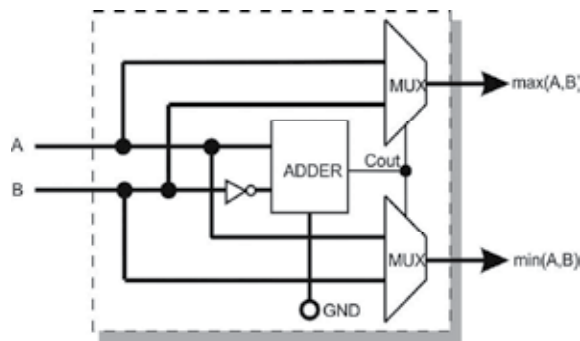 MUX
max(A,B)
A
ADDER
Cout
B
MUX
min(A,B)
GND